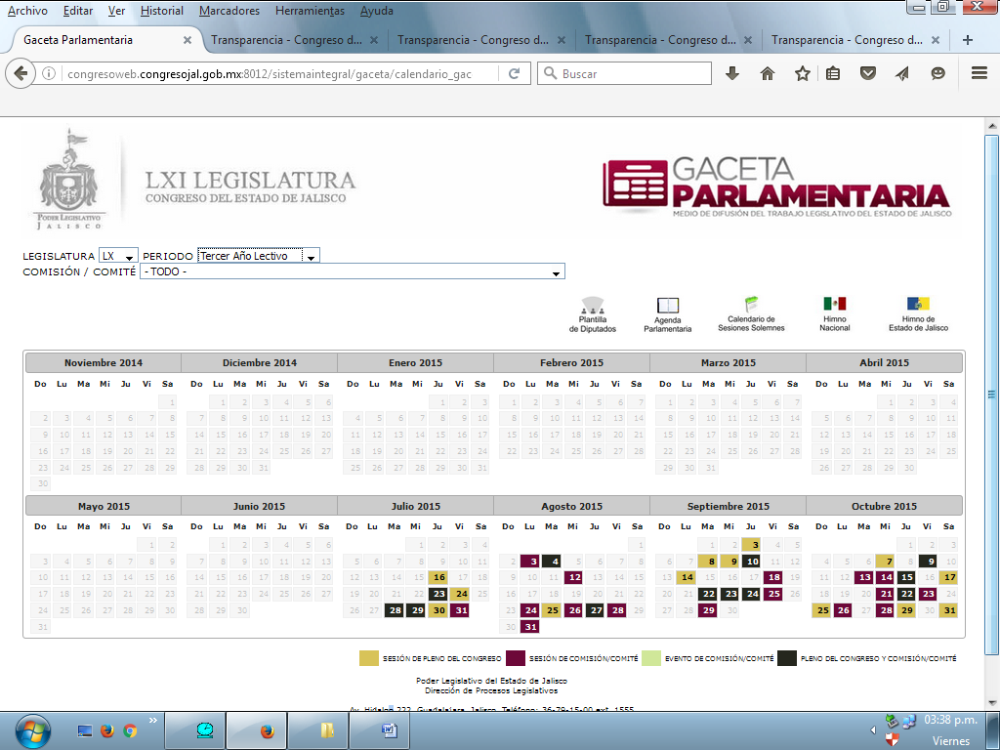 Archivo Editar Ver Historial Marcadores Herramientas Ayuda
Gaceta Parlamentaria Transparencia - Congreso d... Transparencia - Congreso d... Transparencia - Congreso d... Transparencia - Congreso d...
congresoweb.congresojal.gob.mx:8012/sistemaintegral/gaceta/calendario_gac Buscar
LXI LEGISLATURA
CONGRESO DEL ESTADO DE JALISCO
PODER LEGISLATIVO
JALISCO
GACETA
PARLAMENTARIA
MEDIO DE DIFUSIÓN DEL TRABAJO LEGISLATIVO DEL ESTADO DE JALISCO
LEGISLATURA LX PERIODO Tercer Año Lectivo
COMISIÓN / COMITÉ - TODO -
Plantilla de Diputados
Agenda Parlamentaria
Calendario de Sesiones Solemnes
Himno Nacional
Himno de Estado de Jalisco
Noviembre 2014 Diciembre 2014 Enero 2015 Febrero 2015 Marzo 2015 Abril 2015
Do Lu Ma Mi Ju Vi Sa Do Lu Ma Mi Ju Vi Sa Do Lu Ma Mi Ju Vi Sa Do Lu Ma Mi Ju Vi Sa Do Lu Ma Mi Ju Vi Sa Do Lu Ma Mi Ju Vi Sa
1 1 2 3 4 5 6 1 2 3 1 2 3 4 5 6 7 1 2 3 4 5 6 7 1 2 3 4
2 3 4 5 6 7 8 7 8 9 10 11 12 13 4 5 6 7 8 9 10 8 9 10 11 12 13 14 8 9 10 11 12 13 14 5 6 7 8 9 10 11
9 10 11 12 13 14 15 14 15 16 17 18 19 20 11 12 13 14 15 16 17 15 16 17 18 19 20 21 15 16 17 18 19 20 21 12 13 14 15 16 17 18
16 17 18 19 20 21 22 21 22 23 24 25 26 27 18 19 20 21 22 23 24 22 23 24 25 26 27 28 22 23 24 25 26 27 28 19 20 21 22 23 24 25
23 24 25 26 27 28 29 28 29 30 31 25 26 27 28 29 30 31 29 30 31 26 27 28 29 30
30
Mayo 2015 Junio 2015 Julio 2015 Agosto 2015 Septiembre 2015 Octubre 2015
Do Lu Ma Mi Ju Vi Sa Do Lu Ma Mi Ju Vi Sa Do Lu Ma Mi Ju Vi Sa Do Lu Ma Mi Ju Vi Sa Do Lu Ma Mi Ju Vi Sa Do Lu Ma Mi Ju Vi Sa
1 2 1 2 3 4 5 6 1 2 3 4 1 1 2 3 4 5 1 2 3
3 4 5 6 7 8 9 7 8 9 10 11 12 13 5 6 7 8 9 10 11 2 3 4 5 6 7 8 6 7 8 9 10 11 12 4 5 6 7 8 9 10
10 11 12 13 14 15 16 14 15 16 17 18 19 20 12 13 14 15 16 17 18 9 10 11 12 13 14 15 13 14 15 16 17 18 19 11 12 13 14 15 16 17
17 18 19 20 21 22 23 21 22 23 24 25 26 27 19 20 21 22 23 24 25 16 17 18 19 20 21 22 20 21 22 23 24 25 26 18 19 20 21 22 23 24
24 25 26 27 28 29 30 28 29 30 26 27 28 29 30 31 23 24 25 26 27 28 29 27 28 29 30 25 26 27 28 29 30 31
31 30 31
SESIÓN DE PLENO DEL CONGRESO SESIÓN DE COMISIÓN/COMITÉ EVENTO DE COMISIÓN/COMITÉ PLENO DEL CONGRESO Y COMISIÓN/COMITÉ
Poder Legislativo del Estado de Jalisco
Dirección de Procesos Legislativos
Av. Hidalgo 222, Guadalajara, Jalisco, Teléfono: 36-79-15-00 ext. 1555
03:38 p.m.
Viernes